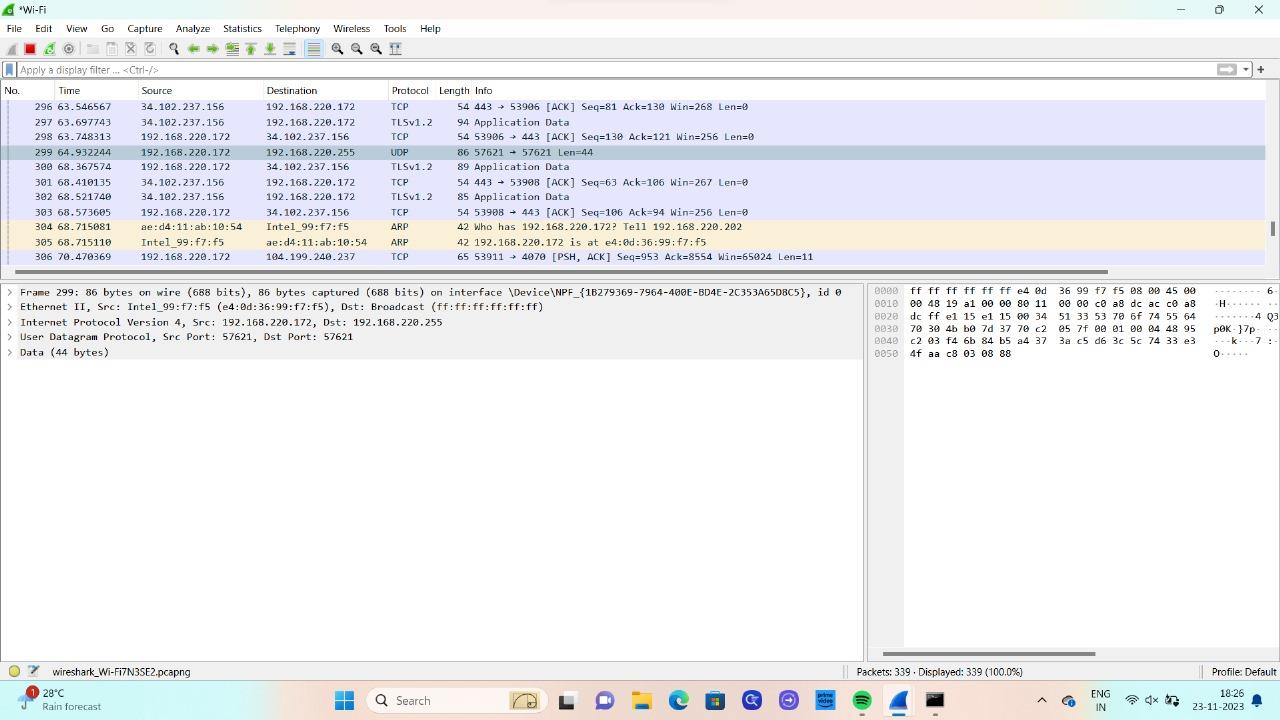 *Wi-Fi
File Edit View Go Capture Analyze Statistics Telephony Wireless Tools Help
Apply a display filter ... <Ctrl-/>
No. Time Source Destination Protocol Length Info
296 63.546567 34.102.237.156 192.168.220.172 TCP 54 443 → 53906 [ACK] Seq=81 Ack=130 Win=268 Len=0
297 63.697743 34.102.237.156 192.168.220.172 TLSv1.2 94 Application Data
298 63.748313 192.168.220.172 34.102.237.156 TCP 54 53906 → 443 [ACK] Seq=130 Ack=121 Win=256 Len=0
299 64.932244 192.168.220.172 192.168.220.255 UDP 86 57621 → 57621 Len=44
300 68.367574 192.168.220.172 34.102.237.156 TLSv1.2 89 Application Data
301 68.410135 34.102.237.156 192.168.220.172 TCP 54 443 → 53908 [ACK] Seq=63 Ack=106 Win=267 Len=0
302 68.521740 34.102.237.156 192.168.220.172 TLSv1.2 85 Application Data
303 68.573605 192.168.220.172 34.102.237.156 TCP 54 53908 → 443 [ACK] Seq=106 Ack=94 Win=256 Len=0
304 68.715081 ae:d4:11:ab:10:54 Intel_99:f7:f5 ARP 42 Who has 192.168.220.172? Tell 192.168.220.202
305 68.715110 Intel_99:f7:f5 ae:d4:11:ab:10:54 ARP 42 192.168.220.172 is at e4:0d:36:99:f7:f5
306 70.470369 192.168.220.172 104.199.240.237 TCP 65 53911 → 4070 [PSH, ACK] Seq=953 Ack=8554 Win=65024 Len=11
Frame 299: 86 bytes on wire (688 bits), 86 bytes captured (688 bits) on interface \Device\NPF_{1B279369-7964-400E-BD4E-2C353A65D8C5}, id 0
Ethernet II, Src: Intel_99:f7:f5 (e4:0d:36:99:f7:f5), Dst: Broadcast (ff:ff:ff:ff:ff:ff)
Internet Protocol Version 4, Src: 192.168.220.172, Dst: 192.168.220.255
User Datagram Protocol, Src Port: 57621, Dst Port: 57621
Data (44 bytes)
0000 ff ff ff ff ff ff e4 0d 36 99 f7 f5 08 00 45 00 ········ 6·
0010 00 48 19 a1 00 00 80 11 00 00 c0 a8 dc ac c0 a8 ·H······ ··
0020 dc ff e1 15 e1 15 00 34 51 33 53 70 6f 74 55 64 ·······4 Q3
0030 70 30 4b b0 7d 37 70 c2 05 7f 00 01 00 04 48 95 p0K·}7p· ··
0040 c2 03 f4 6b 84 b5 a4 37 3a c5 d6 3c 5c 74 33 e3 ···k···7 :·
0050 4f aa c8 03 08 88 O·····
wireshark_Wi-Fi7N3SE2.pcapng Packets: 339 · Displayed: 339 (100.0%) Profile: Default
1 28°C
Rain forecast
Search
prime video
ENG
IN
18:26
23-11-2023